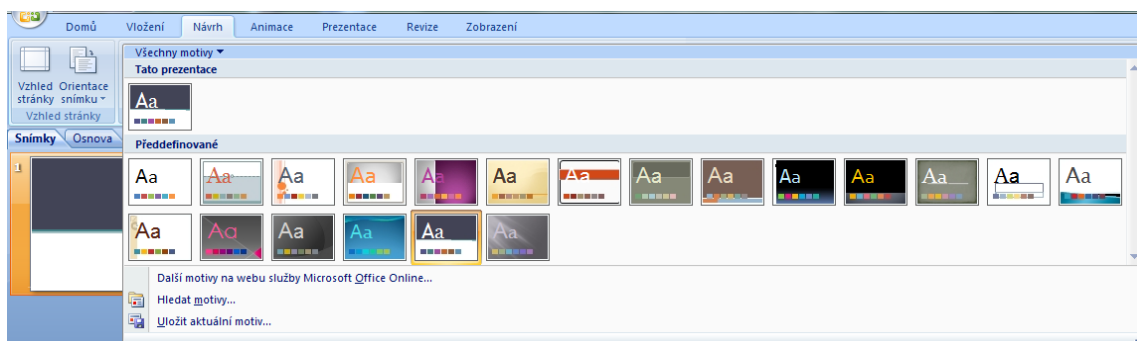 Domů Vložení Návrh Animace Prezentace Revize Zobrazení
Vzhled stránky
Orientace snímku
Vzhled stránky
Snímky Osnova
1
Všechny motivy
Tato prezentace
Aa
Předdefinované
Aa Aa Aa Aa Aa Aa Aa Aa Aa Aa Aa Aa Aa Aa
Aa Aa Aa Aa Aa Aa
Další motivy na webu služby Microsoft Office Online...
Hledat motivy...
Uložit aktuální motiv...